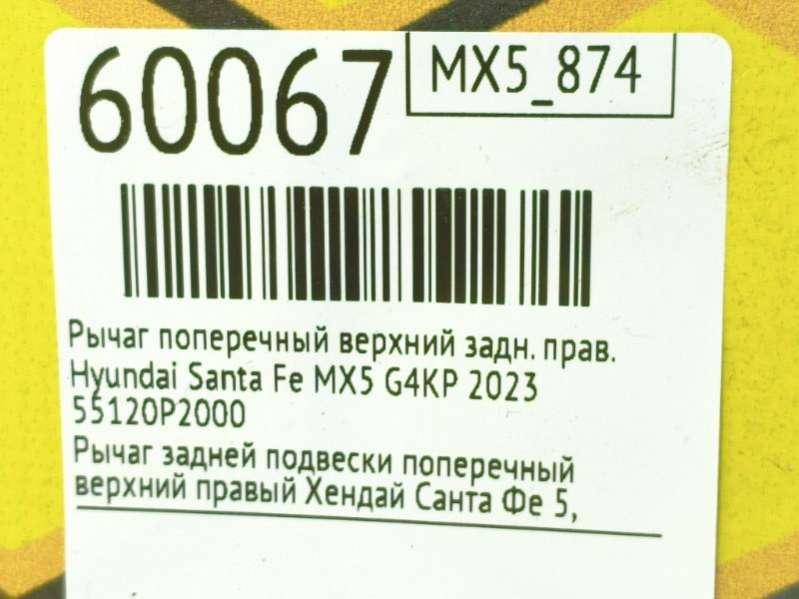 60067
MX5_874
Рычаг поперечный верхний задн. прав.
Hyundai Santa Fe MX5 G4KP 2023
55120P2000
Рычаг задней подвески поперечный
верхний правый Хендай Санта Фе 5,